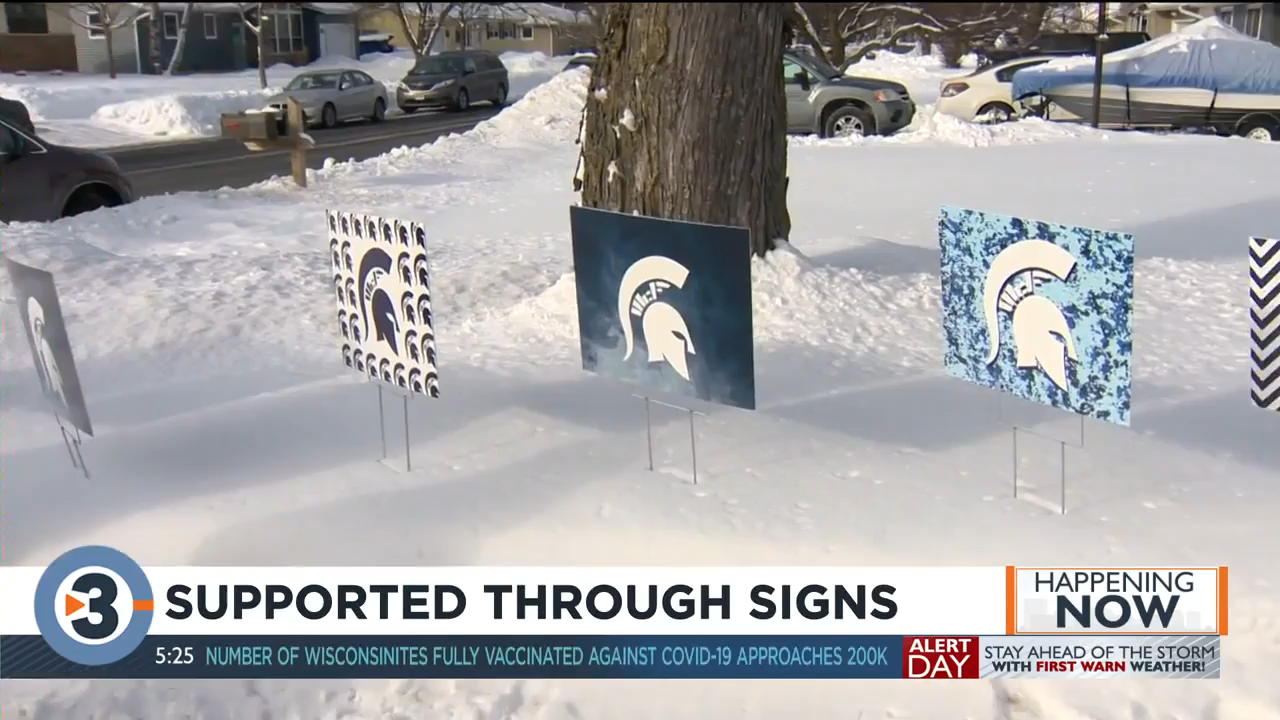 3
SUPPORTED THROUGH SIGNS
HAPPENING
NOW
5:25 NUMBER OF WISCONSINITES FULLY VACCINATED AGAINST COVID-19 APPROACHES 200K
ALERT
DAY
STAY AHEAD OF THE STORM
WITH FIRST WARN WEATHER!